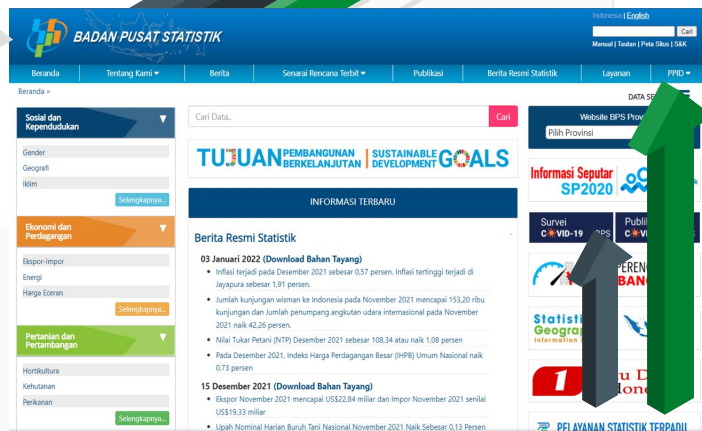 Indonesia | English
BADAN PUSAT STATISTIK
Cari
Manual | Tautan | Peta Situs | S&K
Beranda Tentang Kami Berita Senarai Rencana Terbit Publikasi Berita Resmi Statistik Layanan PPID
Beranda »
DATA
Sosial dan
Kependudukan
Gender
Geografi
Iklim
Selengkapnya...
Ekonomi dan
Perdagangan
Ekspor-Impor
Energi
Harga Eceran
Selengkapnya...
Pertanian dan
Pertambangan
Hortikultura
Kehutanan
Perikanan
Selengkapnya...
Cari Data..
Cari
TUJUAN PEMBANGUNAN BERKELANJUTAN | SUSTAINABLE DEVELOPMENT GOALS
INFORMASI TERBARU
Berita Resmi Statistik
03 Januari 2022 (Download Bahan Tayang)
Inflasi terjadi pada Desember 2021 sebesar 0,57 persen. Inflasi tertinggi terjadi di
Jayapura sebesar 1,91 persen.
Jumlah kunjungan wisman ke Indonesia pada November 2021 mencapai 153,20 ribu
kunjungan dan Jumlah penumpang angkutan udara internasional pada November
2021 naik 42,26 persen.
Nilai Tukar Petani (NTP) Desember 2021 sebesar 108,34 atau naik 1,08 persen
Pada Desember 2021, Indeks Harga Perdagangan Besar (IHPB) Umum Nasional naik
0,73 persen
15 Desember 2021 (Download Bahan Tayang)
Ekspor November 2021 mencapai US$22,84 miliar dan Impor November 2021 senilai
US$19,33 miliar
Upah Nominal Harian Buruh Tani Nasional November 2021 Naik Sebesar 0,13 Persen
Website BPS
Pilih Provinsi
Informasi Seputar
SP2020
Survei
COVID-19
1
PELAYANAN STATISTIK TERPADU